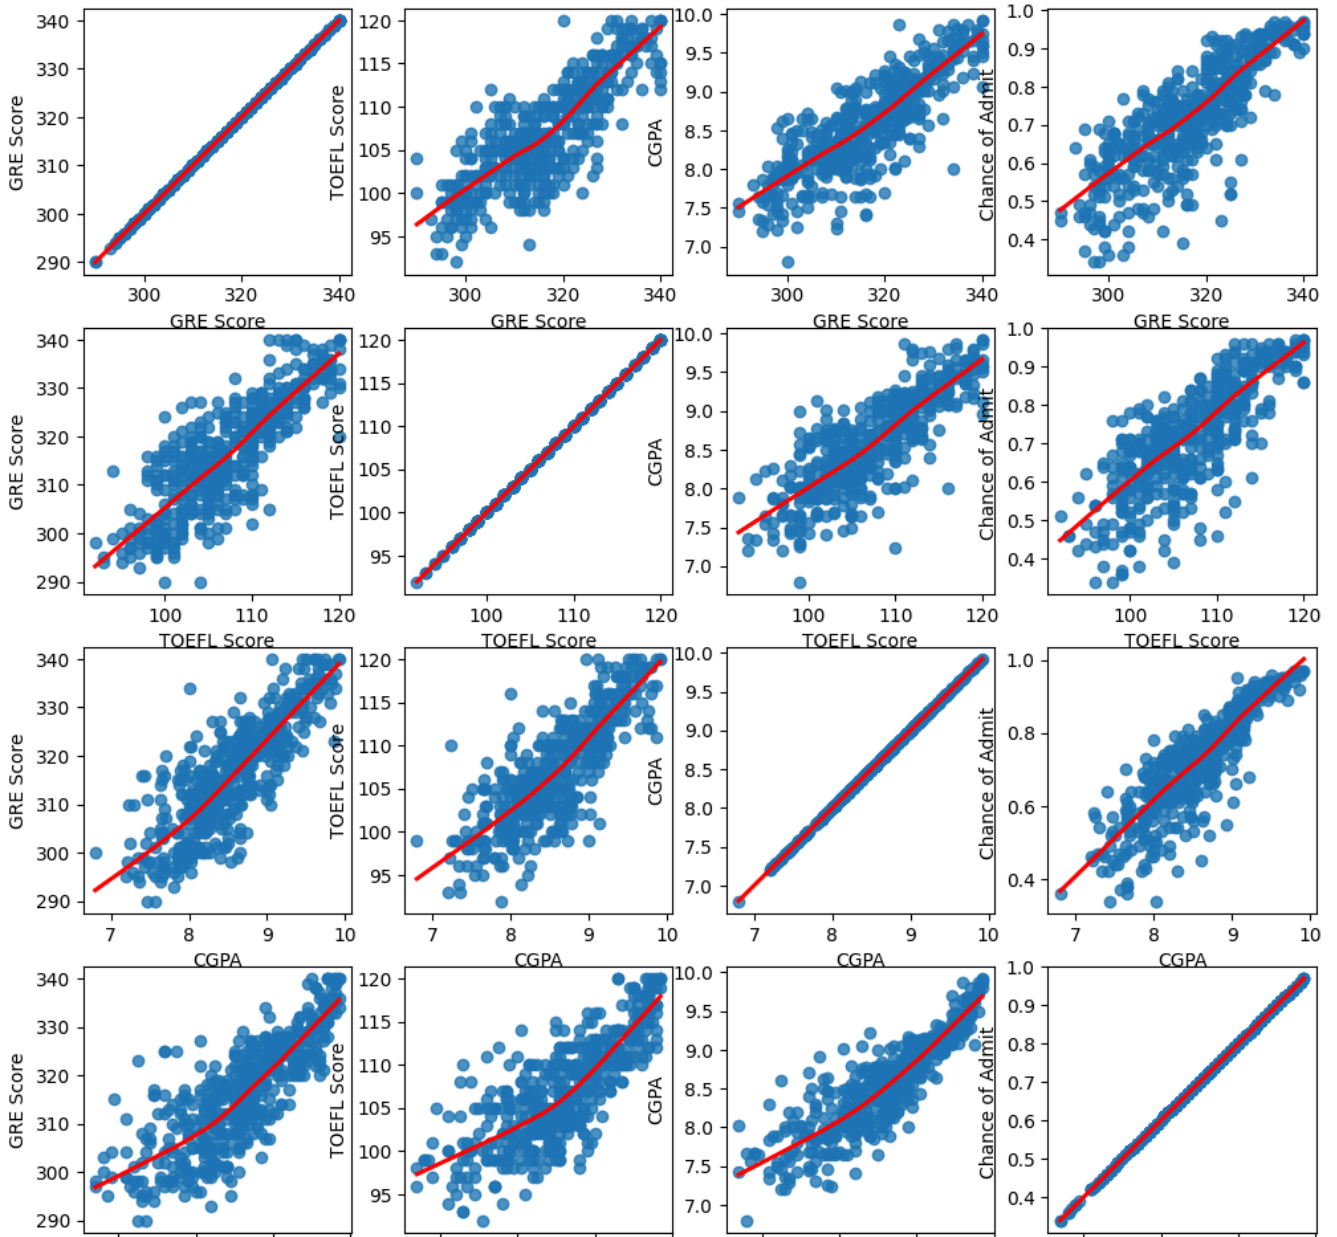 340
330
320
310
300
290
GRE Score
300 320 340
GRE Score
120
115
110
105
100
95
TOEFL Score
300 320 340
GRE Score
10.0
9.5
9.0
8.5
8.0
7.5
7.0
CGPA
300 320 340
GRE Score
1.0
0.9
0.8
0.7
0.6
0.5
0.4
Chance of Admit
300 320 340
GRE Score
340
330
320
310
300
290
GRE Score
100 110 120
TOEFL Score
120
115
110
105
100
95
TOEFL Score
100 110 120
TOEFL Score
10.0
9.5
9.0
8.5
8.0
7.5
7.0
CGPA
100 110 120
TOEFL Score
1.0
0.9
0.8
0.7
0.6
0.5
0.4
Chance of Admit
100 110 120
TOEFL Score
340
330
320
310
300
290
GRE Score
7 8 9 10
CGPA
120
115
110
105
100
95
TOEFL Score
7 8 9 10
CGPA
10.0
9.5
9.0
8.5
8.0
7.5
7.0
CGPA
7 8 9 10
CGPA
1.0
0.8
0.6
0.4
Chance of Admit
7 8 9 10
CGPA
340
330
320
310
300
290
GRE Score
120
115
110
105
100
95
TOEFL Score
10.0
9.5
9.0
8.5
8.0
7.5
7.0
CGPA
1.0
0.9
0.8
0.7
0.6
0.5
0.4
Chance of Admit